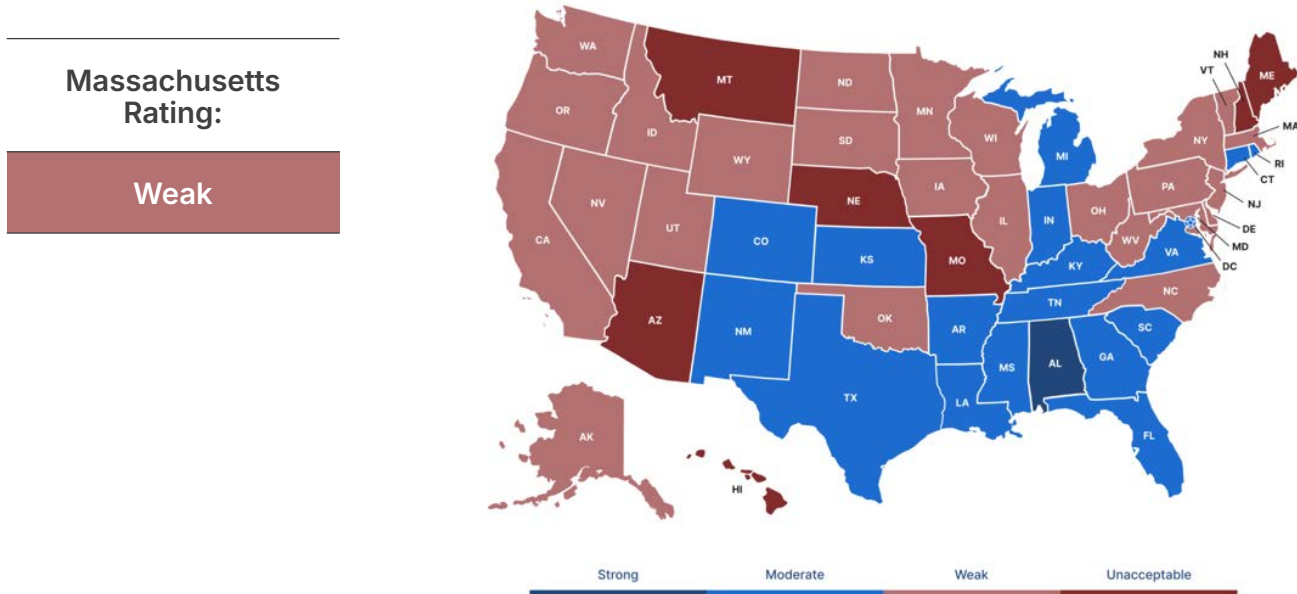 Massachusetts
Rating:
Weak
WA
OR
CA
ID
NV
MT
WY
UT
AZ
ND
SD
NE
CO
KS
NM
OK
TX
MN
IA
MO
AR
LA
WI
IL
MI
IN
OH
KY
TN
MS
AL
GA
FL
SC
NC
VA
WV
PA
NY
VT
NH
ME
MA
RI
CT
NJ
DE
MD
DC
AK
HI
Strong Moderate Weak Unacceptable